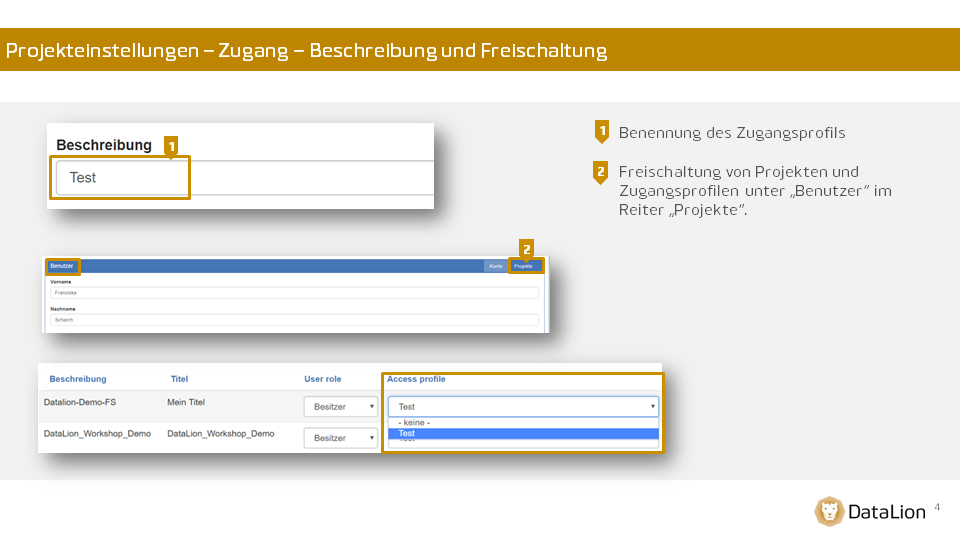 Projekteinstellungen – Zugang – Beschreibung und Freischaltung
Beschreibung 1
Test
1 Benennung des Zugangsprofils
2 Freischaltung von Projekten und
Zugangsprofilen unter „Benutzer” im
Reiter „Projekte”.
2
Benutzer Konto Projekte
Vorname
Franziska
Nachname
Scharch
Beschreibung Titel User role Access profile
Datalion-Demo-FS Mein Titel Besitzer Test
- keine -
Test
DataLion_Workshop_Demo DataLion_Workshop_Demo Besitzer
DataLion 4